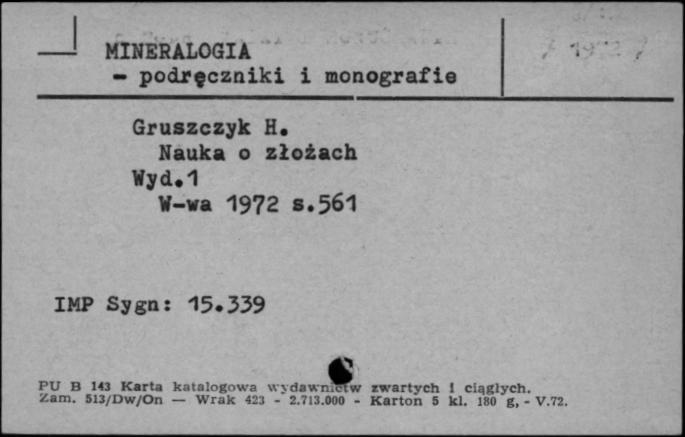 MINERALOGIA
- podręczniki i monografie
Gruszczyk H.
Nauka o złożach
Wyd.1
W-wa 1972 s.561
IMP Sygn: 15.339
PU B 143 Karta katalogowa wydawnictw zwartych i ciągłych.
Zam. 513/Dw/On — Wrak 423 - 2.713.000 - Karton 5 kl. 180 g, - V.72.